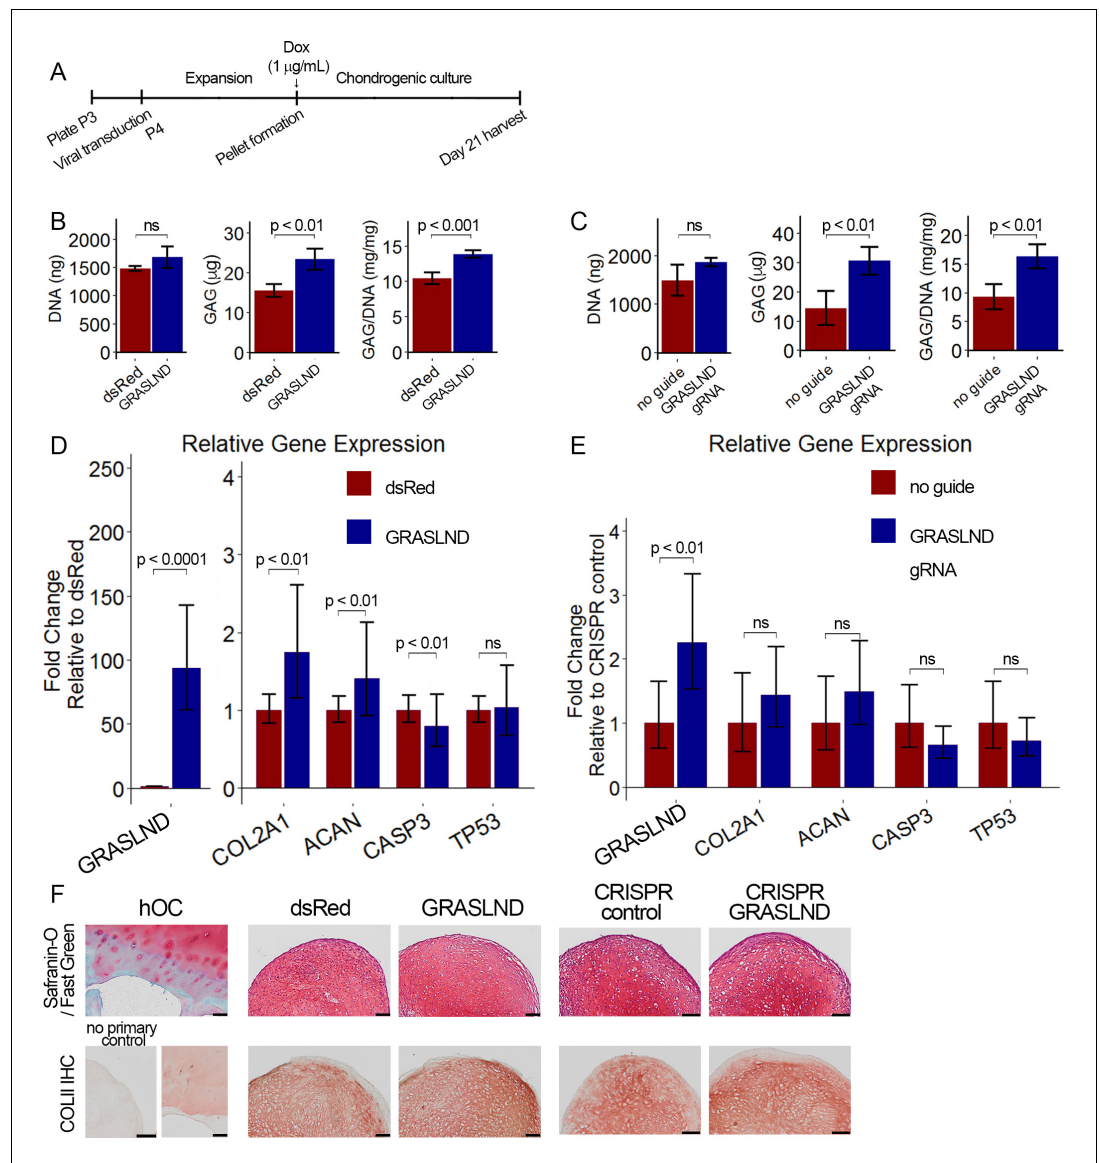 A
Dox
(1 μg/mL)
↓
Expansion
Chondrogenic culture
Plate P3
Viral transduction
P4
Pellet formation
Day 21 harvest
B
DNA (ng)
2000
1500
1000
500
0
ns
dsRed
GRASLND
GAG (μg)
30
20
10
0
p < 0.01
dsRed
GRASLND
GAG/DNA (mg/mg)
15
10
5
0
p < 0.001
dsRed
GRASLND
C
DNA (ng)
2000
1000
0
ns
no guide
GRASLND
gRNA
GAG (μg)
40
30
20
10
0
p < 0.01
no guide
GRASLND
gRNA
GAG/DNA (mg/mg)
20
15
10
5
0
p < 0.01
no guide
GRASLND
gRNA
D
Relative Gene Expression
Fold Change
Relative to dsRed
250
200
150
100
50
0
p < 0.0001
GRASLND
4
3
2
1
0
dsRed
GRASLND
p < 0.01
p < 0.01
p < 0.01
ns
COL2A1
ACAN
CASP3
TP53
E
Relative Gene Expression
Fold Change
Relative to CRISPR control
4
3
2
1
0
no guide
GRASLND
gRNA
p < 0.01
ns
ns
ns
ns
GRASLND
COL2A1
ACAN
CASP3
TP53
F
hOC
dsRed
GRASLND
CRISPR
control
CRISPR
GRASLND
Safranin-O
/ Fast Green
no primary
control
COLII IHC